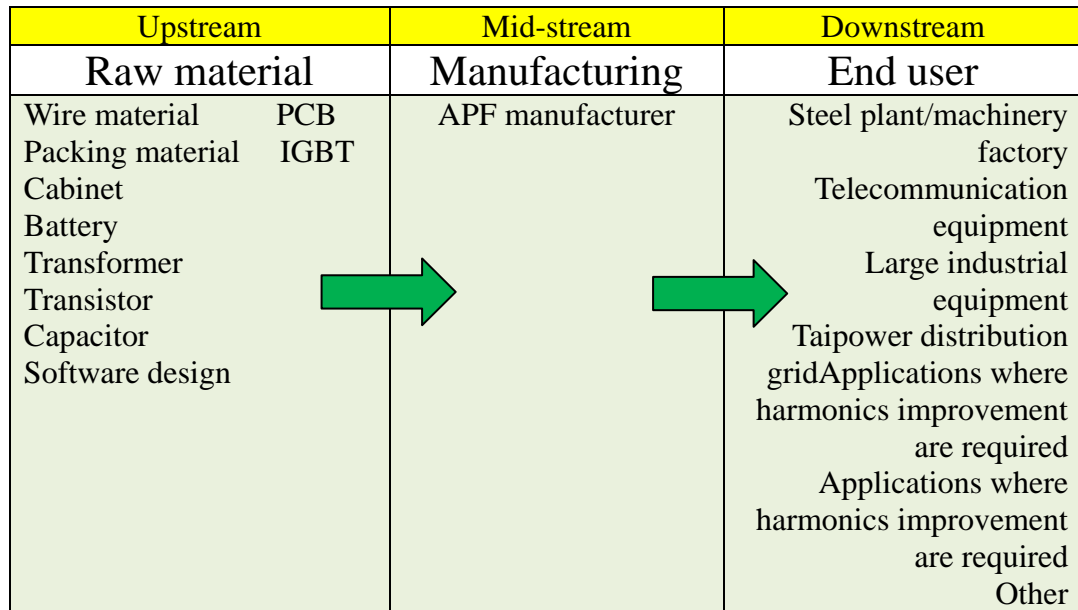 Upstream
Mid-stream
Downstream
Raw material
Manufacturing
End user
Wire material PCB
Packing material IGBT
Cabinet
Battery
Transformer
Transistor
Capacitor
Software design
APF manufacturer
Steel plant/machinery
factory
Telecommunication
equipment
Large industrial
equipment
Taipower distribution
gridApplications where
harmonics improvement
are required
Applications where
harmonics improvement
are required
Other